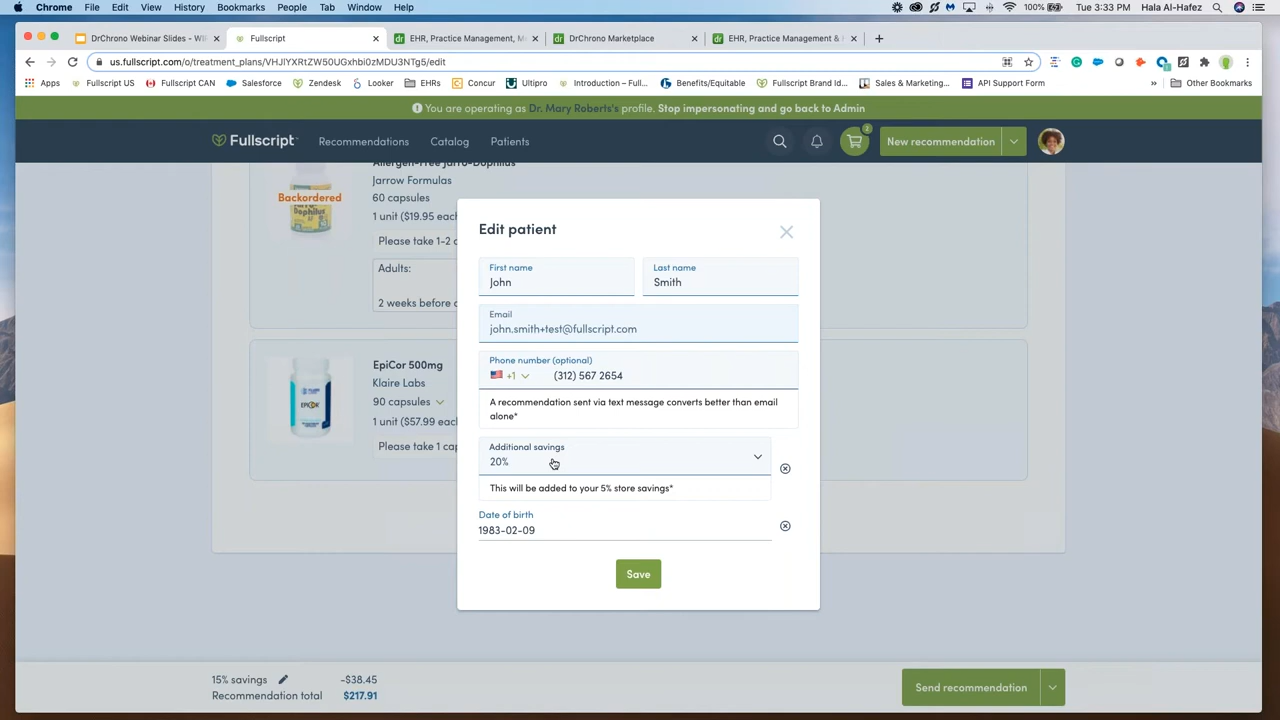 Chrome File Edit View History Bookmarks People Tab Window Help
100% Tue 3:33 PM Hala Al-Hafez
DrChrono Webinar Slides - WIP
Fullscript
EHR, Practice Management, M
DrChrono Marketplace
EHR, Practice Management &
us.fullscript.com/o/treatment_plans/VHJIYXRtZW50UGxhbi0zMDU3NTg5/edit
Apps Fullscript US Fullscript CAN Salesforce Zendesk Looker EHRs Concur Ultipro Introduction – Full... Benefits/Equitable Fullscript Brand Id... Sales & Marketing... API Support Form Other Bookmarks
You are operating as Dr. Mary Roberts's profile. Stop impersonating and go back to Admin
Fullscript Recommendations Catalog Patients 2 New recommendation
Allergen-Free Jarro-Dophilus
Jarrow Formulas
60 capsules
Backordered
1 unit ($19.95 each
Please take 1-2 c
Adults:
2 weeks before o
EpiCor 500mg
Klaire Labs
90 capsules
1 unit ($57.99 each
Please take 1 cap
Edit patient
First name
John
Last name
Smith
Email
john.smith+test@fullscript.com
Phone number (optional)
+1 (312) 567 2654
A recommendation sent via text message converts better than email
alone*
Additional savings
20%
This will be added to your 5% store savings*
Date of birth
1983-02-09
Save
15% savings -$38.45
Recommendation total $217.91
Send recommendation